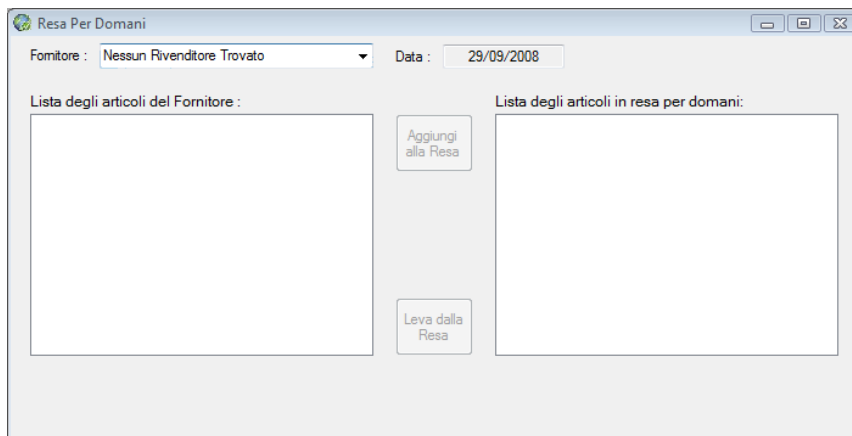 Resa Per Domani
Fornitore : Nessun Rivenditore Trovato Data : 29/09/2008
Lista degli articoli del Fornitore : Lista degli articoli in resa per domani:
Aggiungi
alla Resa
Leva dalla
Resa